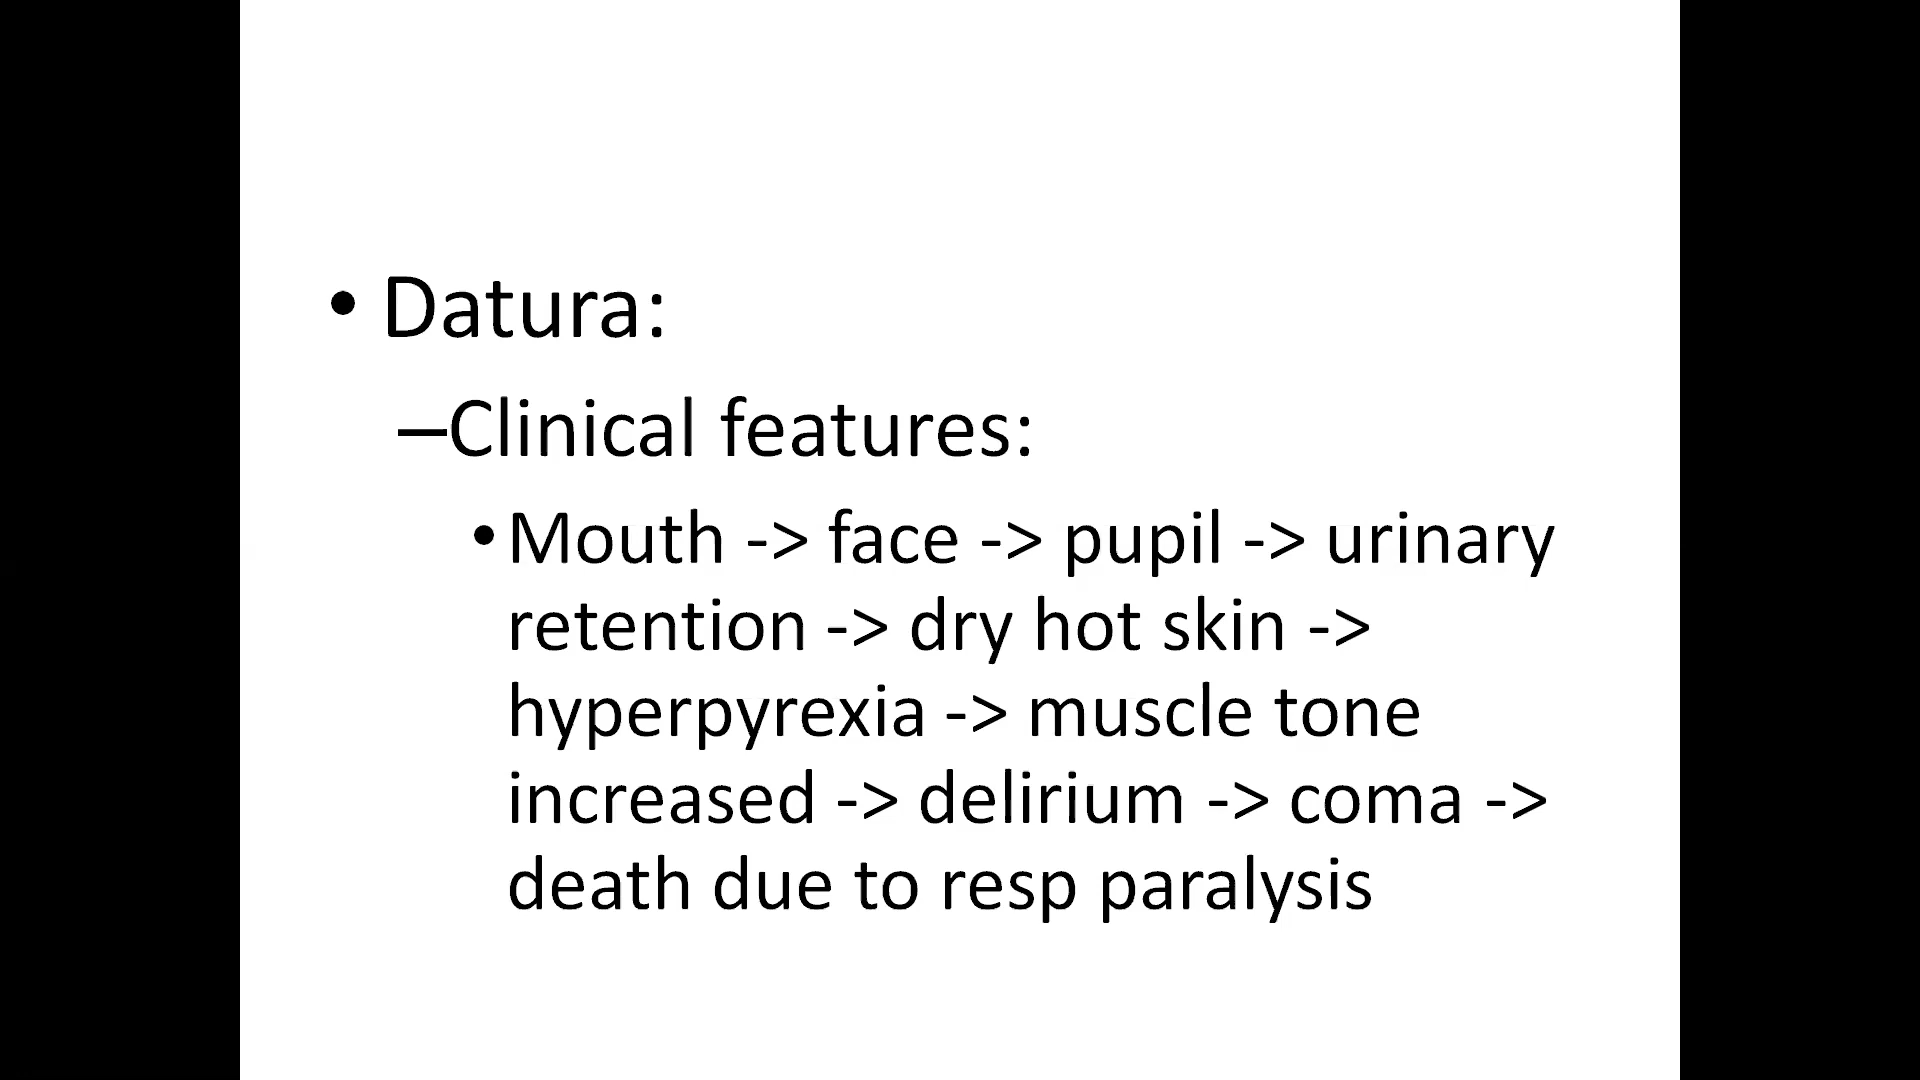 • Datura:
–Clinical features:
• Mouth -> face -> pupil -> urinary
retention -> dry hot skin ->
hyperpyrexia -> muscle tone
increased -> delirium -> coma ->
death due to resp paralysis